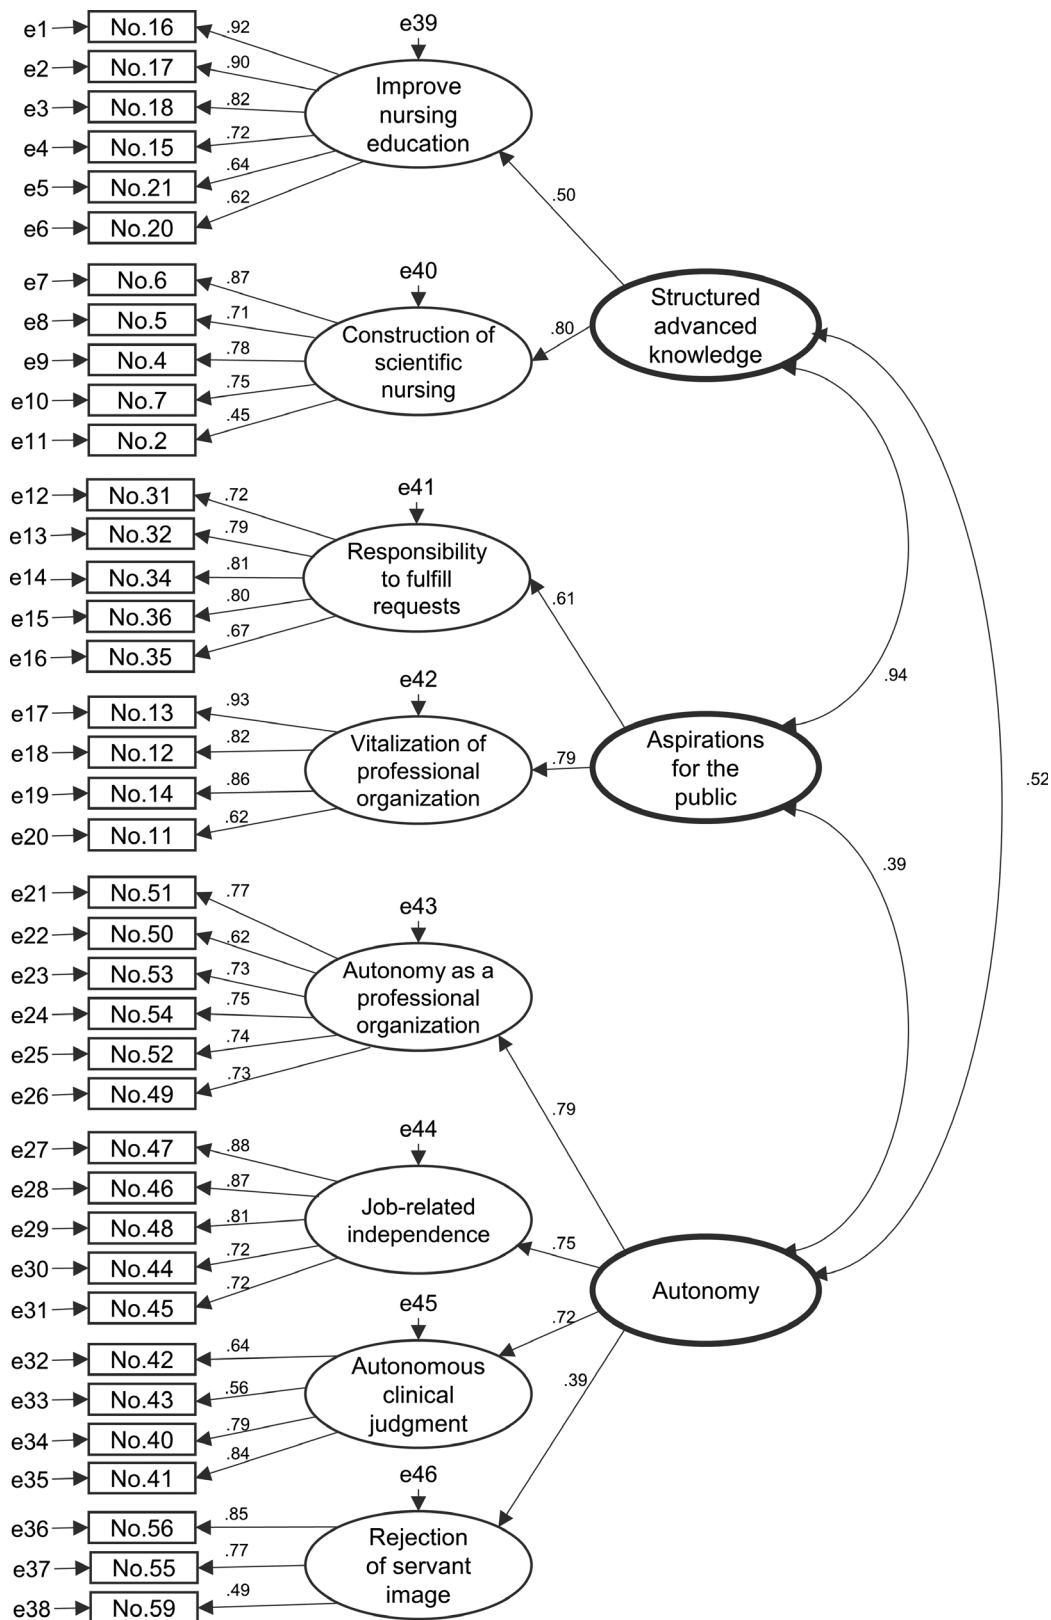 e1 No.16 .92 e39
e2 No.17 .90
e3 No.18 .82
e4 No.15 .72
e5 No.21 .64
e6 No.20 .62
Improve
nursing
education
.50
e7 No.6 .87 e40
e8 No.5 .71
e9 No.4 .78
e10 No.7 .75
e11 No.2 .45
Construction of
scientific
nursing
.80
Structured
advanced
knowledge
e12 No.31 .72 e41
e13 No.32 .79
e14 No.34 .81
e15 No.36 .80
e16 No.35 .67
Responsibility
to fulfill
requests
.61
.94
e17 No.13 .93 e42
e18 No.12 .82
e19 No.14 .86
e20 No.11 .62
Vitalization of
professional
organization
.79
Aspirations
for the
public
.52
.39
e21 No.51 .77 e43
e22 No.50 .62
e23 No.53 .73
e24 No.54 .75
e25 No.52 .74
e26 No.49 .73
Autonomy as a
professional
organization
.79
e27 No.47 .88 e44
e28 No.46 .87
e29 No.48 .81
e30 No.44 .72
e31 No.45 .72
Job-related
independence
.75
Autonomy
e32 No.42 .64 e45
e33 No.43 .56
e34 No.40 .79
e35 No.41 .84
Autonomous
clinical
judgment
.72
.39
e36 No.56 .85 e46
e37 No.55 .77
e38 No.59 .49
Rejection
of servant
image